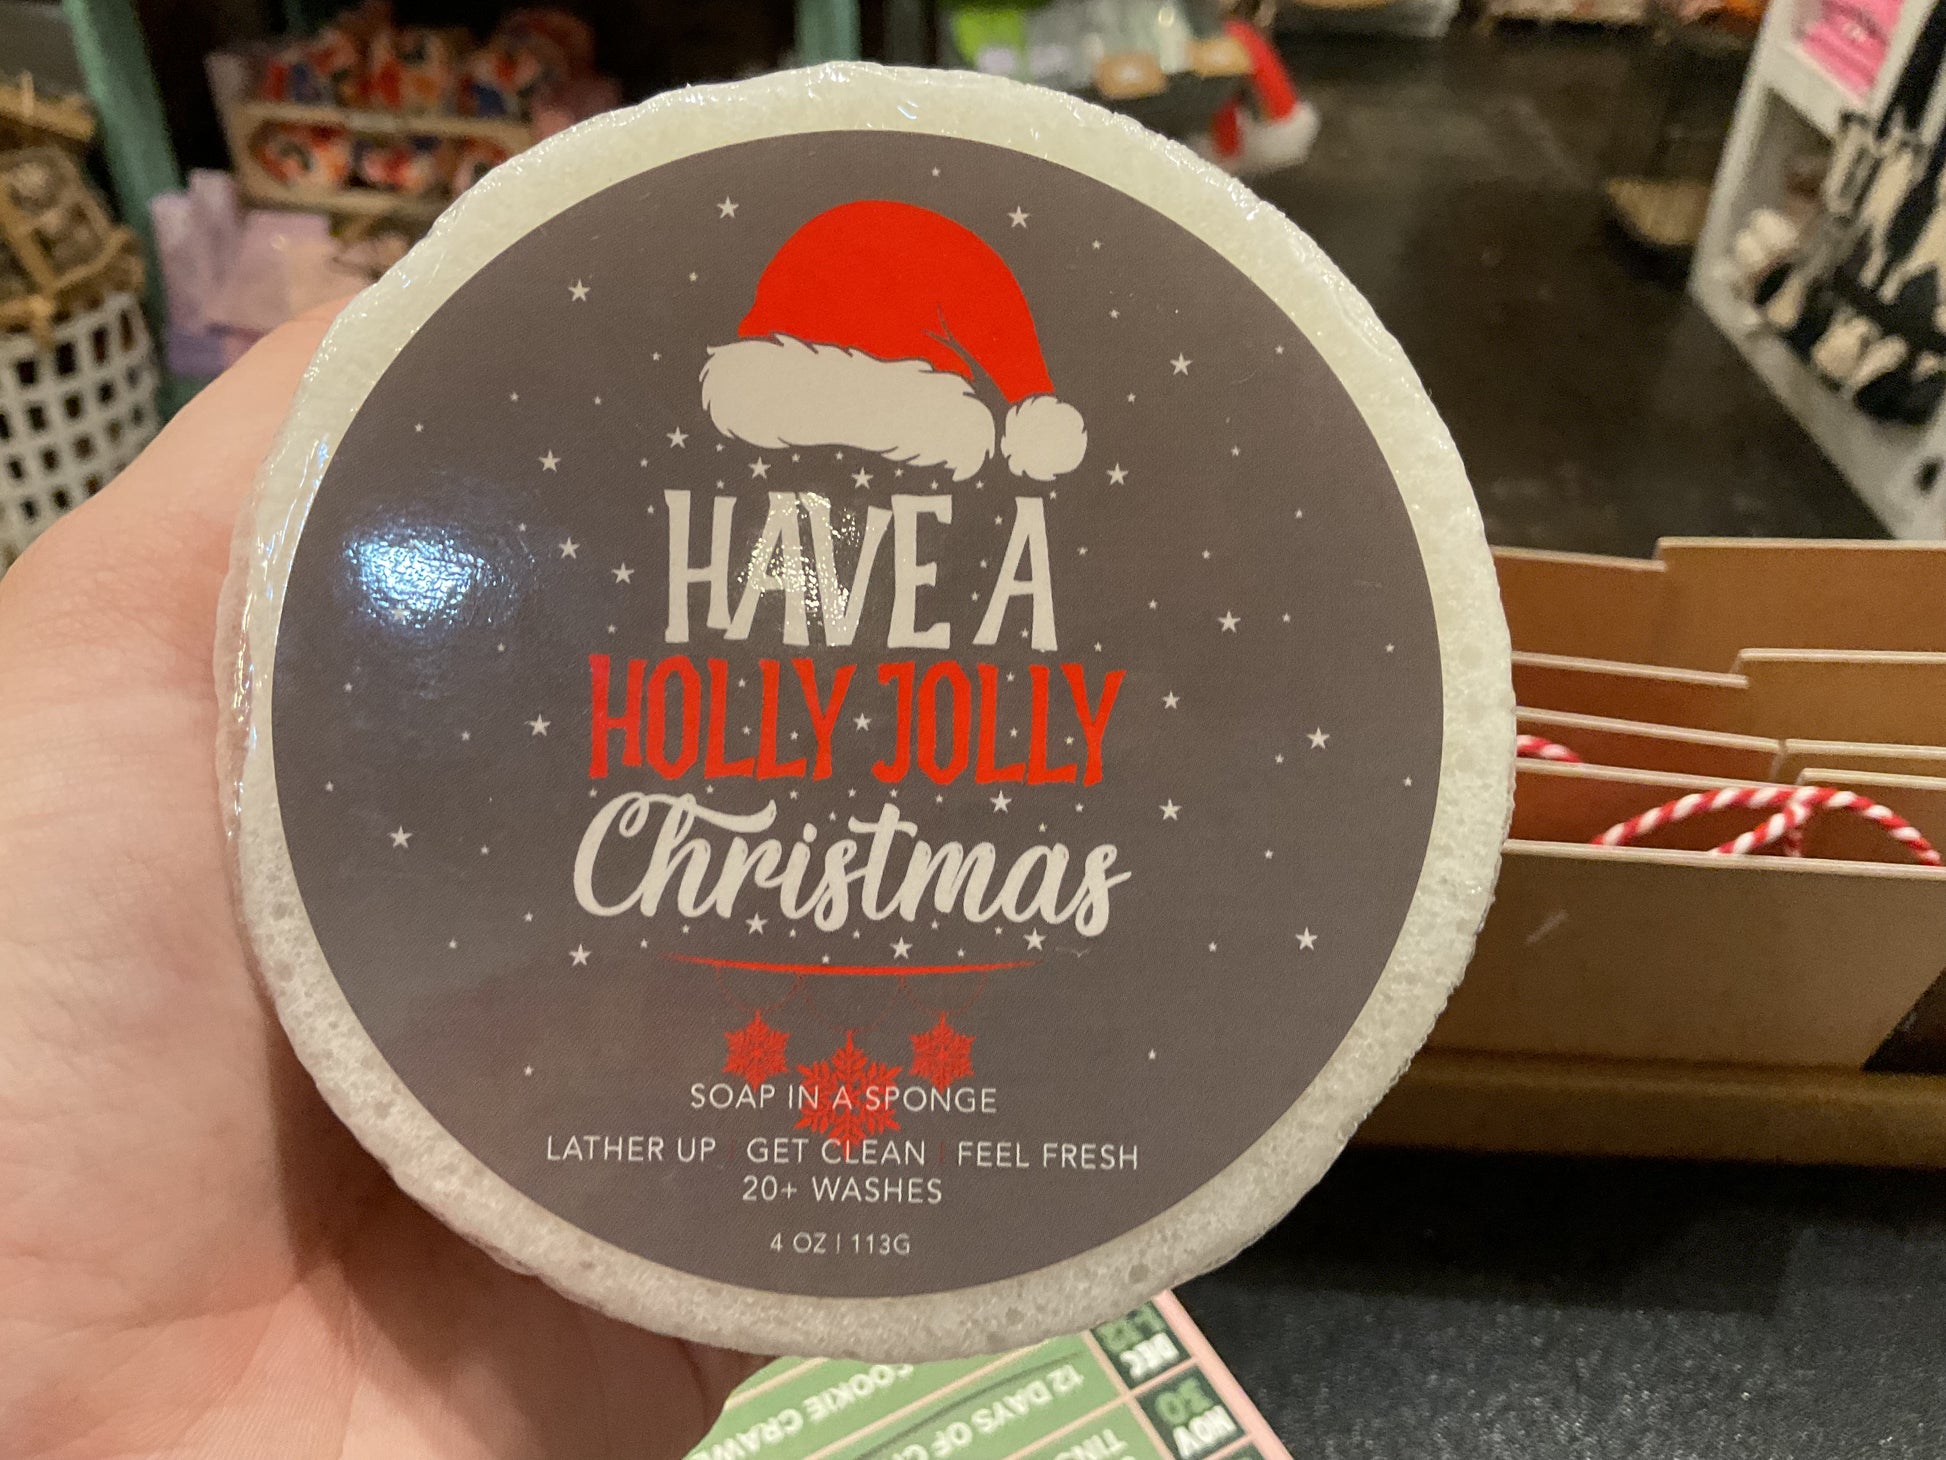 HAVE A
HOLLY JOLLY
Christmas
SOAP IN A SPONGE
LATHER UP | GET CLEAN | FEEL FRESH
20+ WASHES
4 OZ | 113G
DEC
COOKIE CRAWL
12 DAYS OF
NOV
30